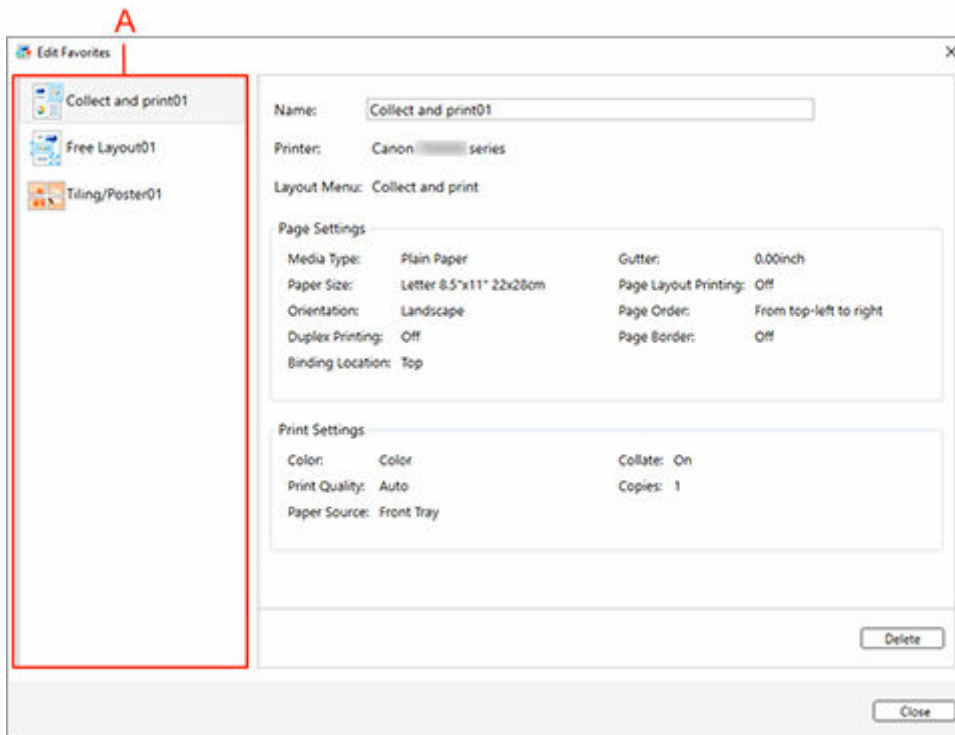 A
Edit Favorites
Collect and print01
Free Layout01
Tiling/Poster01
Name: Collect and print01
Printer: Canon series
Layout Menu: Collect and print
Page Settings
Media Type: Plain Paper Gutter: 0.00inch
Paper Size: Letter 8.5"x11" 22x28cm Page Layout Printing: Off
Orientation: Landscape Page Order: From top-left to right
Duplex Printing: Off Page Border: Off
Binding Location: Top
Print Settings
Color: Color Collate: On
Print Quality: Auto Copies: 1
Paper Source: Front Tray
Delete
Close